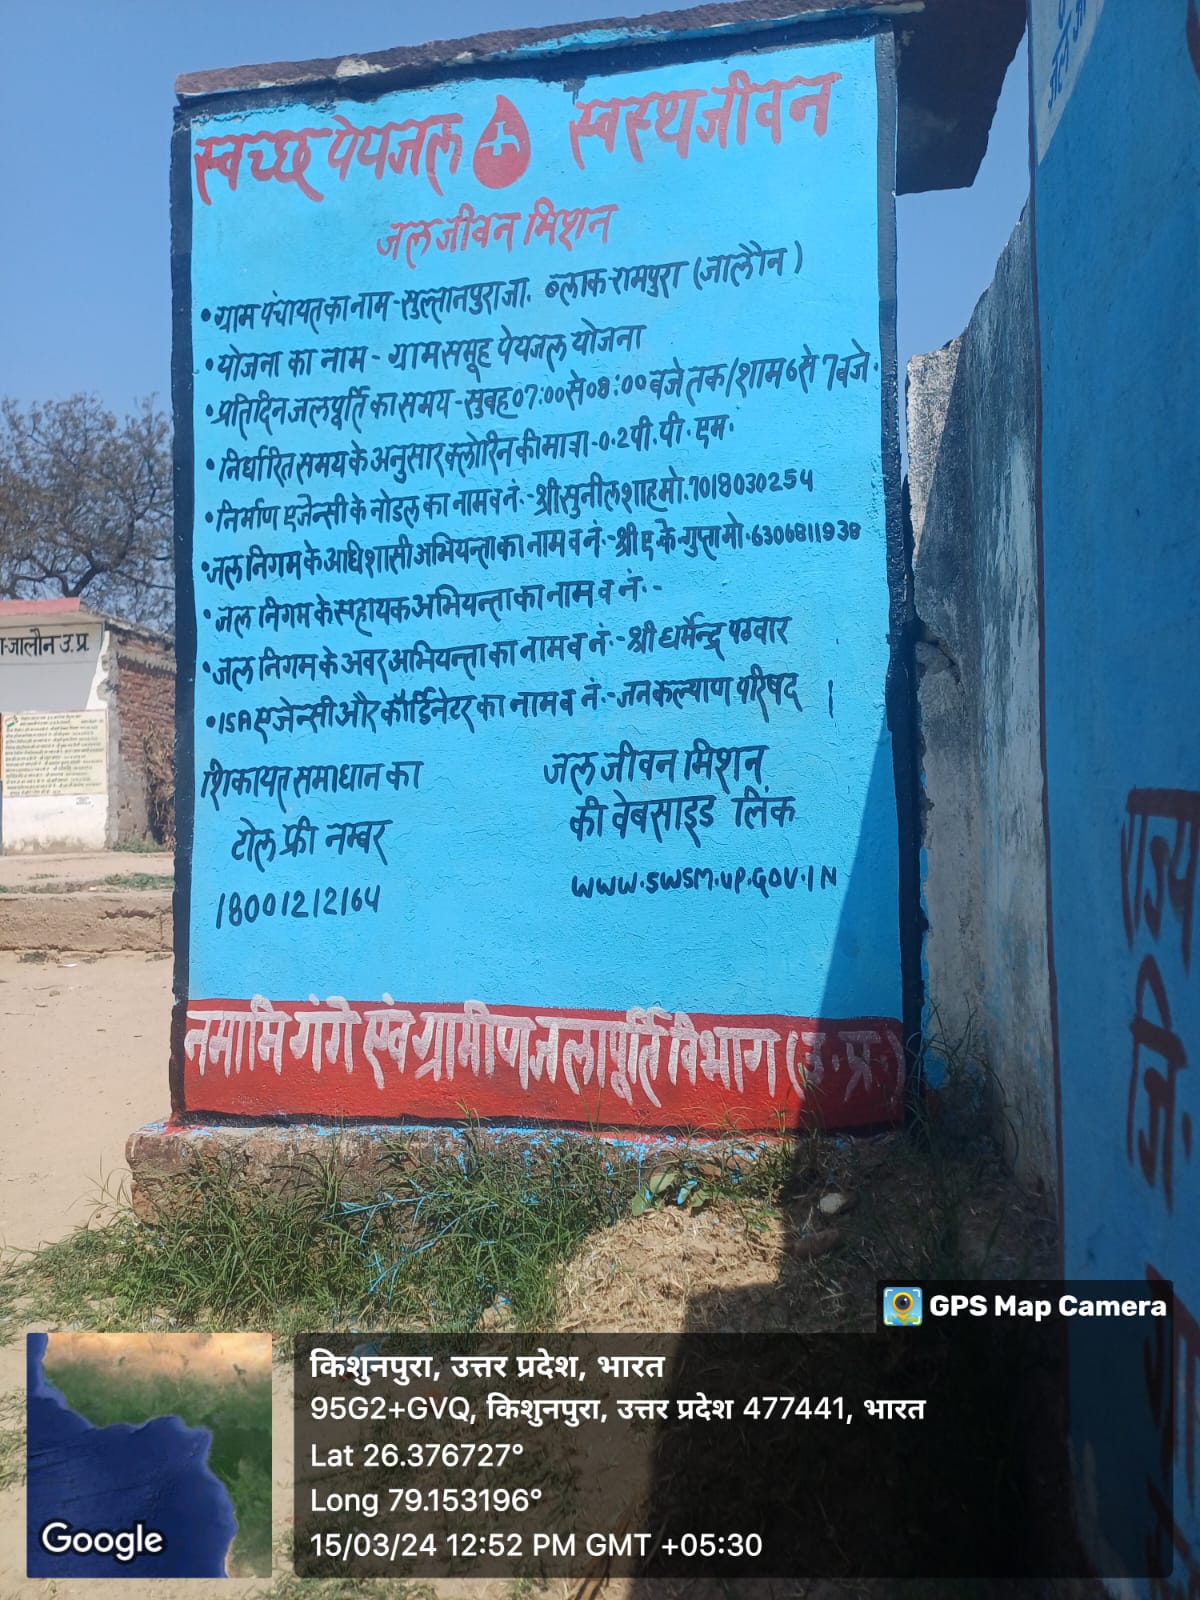 स्वच्छ पेयजल स्वस्थ जीवन
जल जीवन मिशन
• ग्राम पंचायत का नाम - सुल्तानपुरा जा. ब्लाक रामपुरा (जालौन)
• योजना का नाम - ग्राम समूह पेयजल योजना
• प्रतिदिन जलपूर्ति का समय - सुबह 07:00 से 08:00 बजे तक/शाम 6 से 7 बजे.
• निर्धारित समय के अनुसार क्लोरिन की मात्रा - 0.2 पी.पी.एम.
• निर्माण एजेन्सी के नोडल का नाम व नं:- श्री सुनील शाह मो. 7018030254
• जल निगम के अधिशासी अभियन्ता का नाम व नं:- श्री ए के गुप्ता मो. 6306811938
• जल निगम के सहायक अभियन्ता का नाम व नं:-
• जल निगम के अवर अभियन्ता का नाम व नं:- श्री धर्मेन्द्र पटवार
• ISA एजेन्सी और कौर्डिनेटर का नाम व नं:- जन कल्याण परिषद।
शिकायत समाधान का
टोल फ्री नम्बर
18001212164
जल जीवन मिशन
की वेबसाइड लिंक
WWW.SWSM.UP.GOV.IN
नमामि गंगे एंव ग्रामीण जलापूर्ति विभाग (उ.प्र.)
जालौन उ.प्र
राज्य
जि.
GPS Map Camera
किशुनपुरा, उत्तर प्रदेश, भारत
95G2+GVQ, किशुनपुरा, उत्तर प्रदेश 477441, भारत
Lat 26.376727°
Long 79.153196°
15/03/24 12:52 PM GMT +05:30
Google